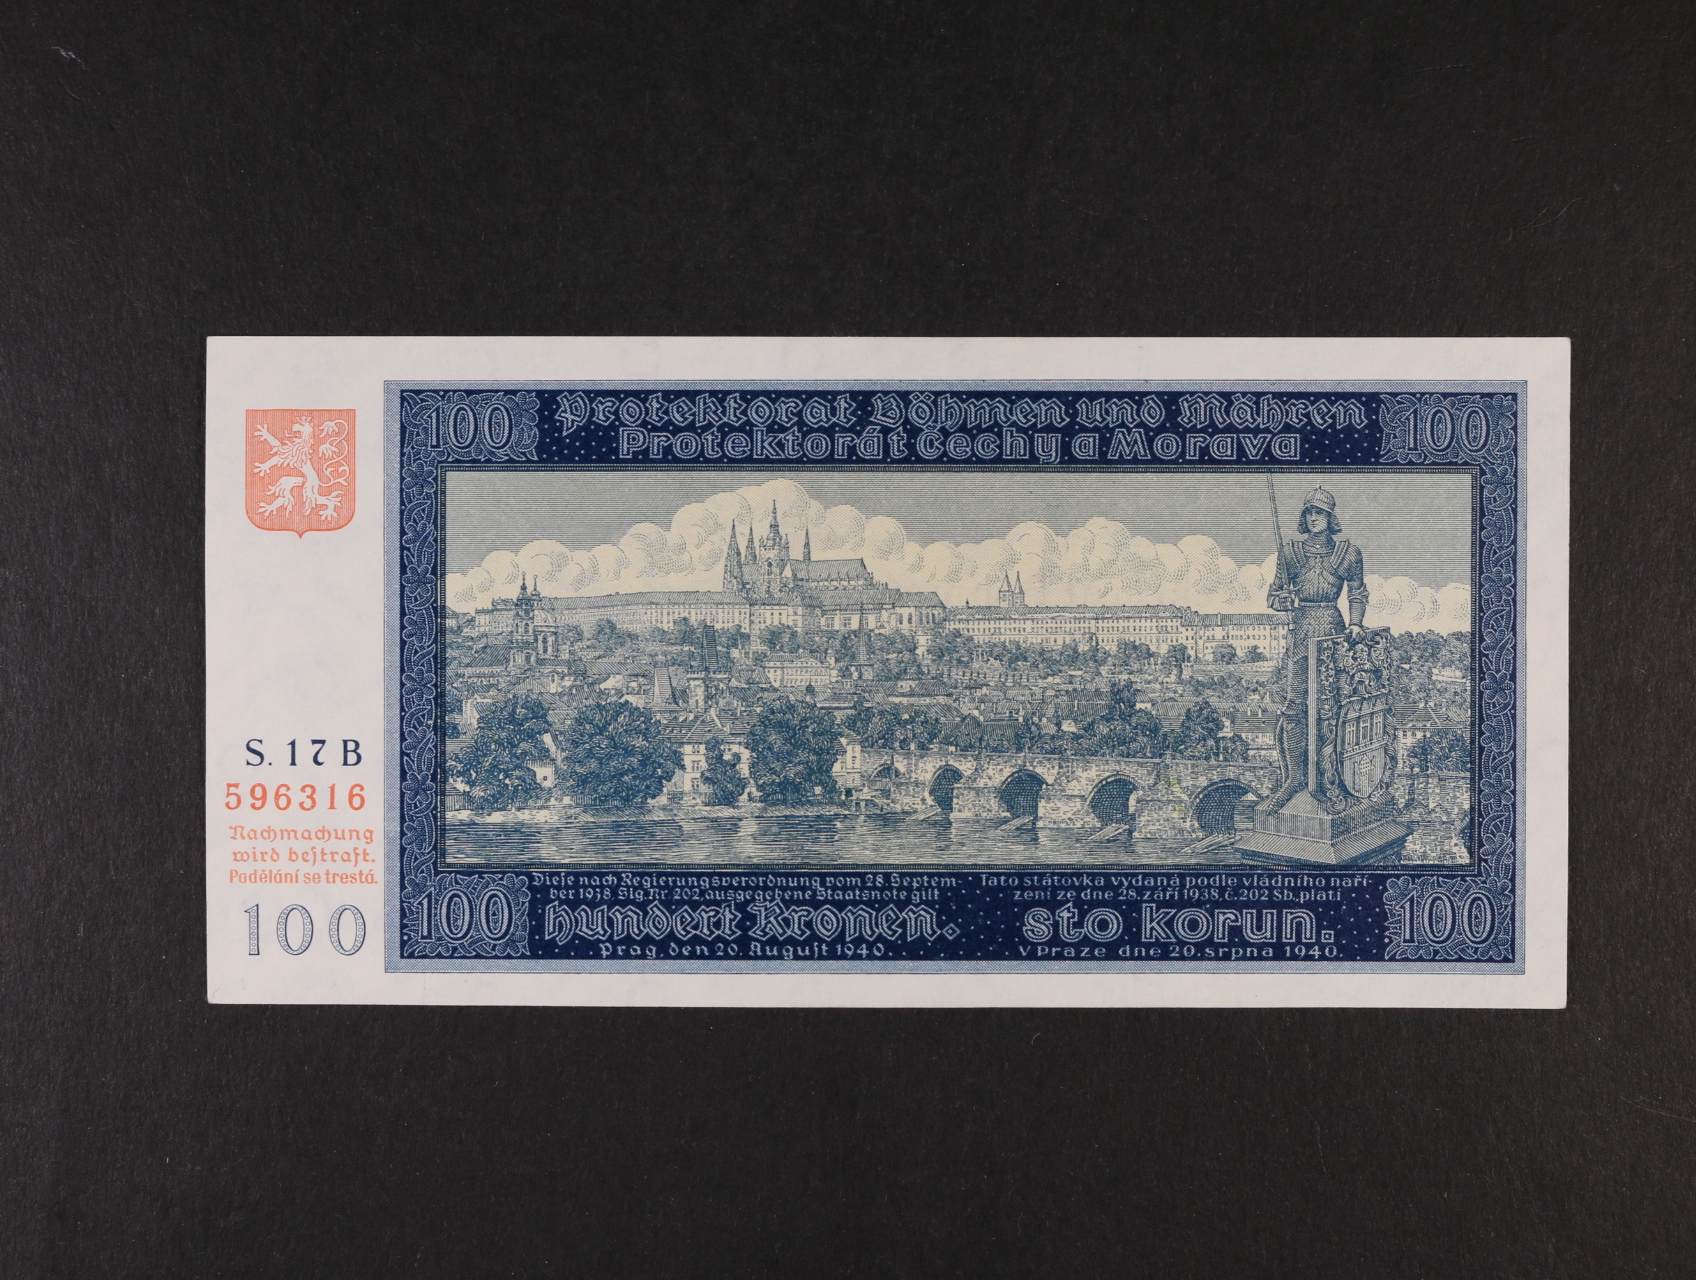 100
Protektorat Böhmen und Mähren
Protektorát Čechy a Morava
100
S. 17 B
596316
Nachmachung
wird bestraft.
Padělání se trestá.
100
100
Diese nach Regierungsverordnung vom 28. Septem-
ber 1938, Slg. Nr. 202, ausgegebene Staatsnote gilt
hundert Kronen.
Prag, den 20. August 1940.
Tato státovka vydaná podle vládního naří-
zení ze dne 28. září 1938, č. 202 Sb., platí
sto korun.
V Praze dne 20. srpna 1940.
100